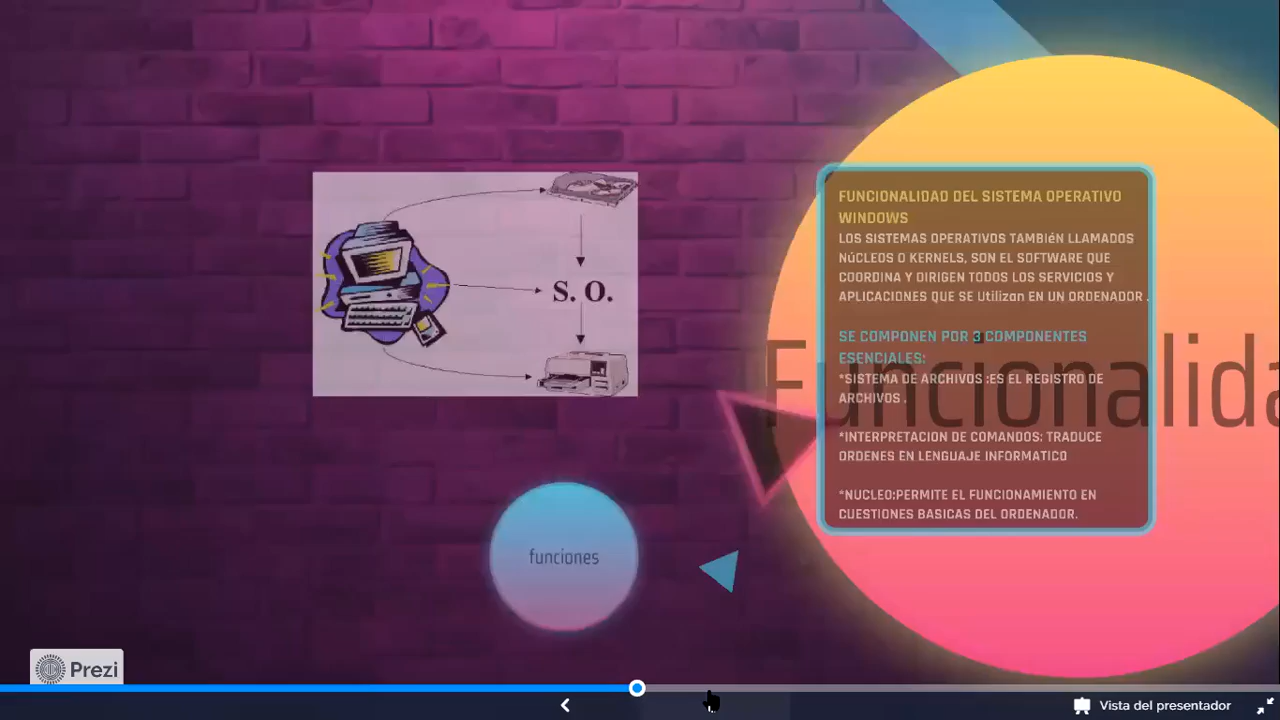 S. O.
funciones
Funcionalida
FUNCIONALIDAD DEL SISTEMA OPERATIVO
WINDOWS
LOS SISTEMAS OPERATIVOS TAMBIéN LLAMADOS
NúCLEOS O KERNELS, SON EL SOFTWARE QUE
COORDINA Y DIRIGEN TODOS LOS SERVICIOS Y
APLICACIONES QUE SE Utilizan EN UN ORDENADOR .
SE COMPONEN POR 3 COMPONENTES
ESENCIALES:
*SISTEMA DE ARCHIVOS :ES EL REGISTRO DE
ARCHIVOS .
*INTERPRETACION DE COMANDOS: TRADUCE
ORDENES EN LENGUAJE INFORMATICO
*NUCLEO:PERMITE EL FUNCIONAMIENTO EN
CUESTIONES BASICAS DEL ORDENADOR.
Prezi
Vista del presentador